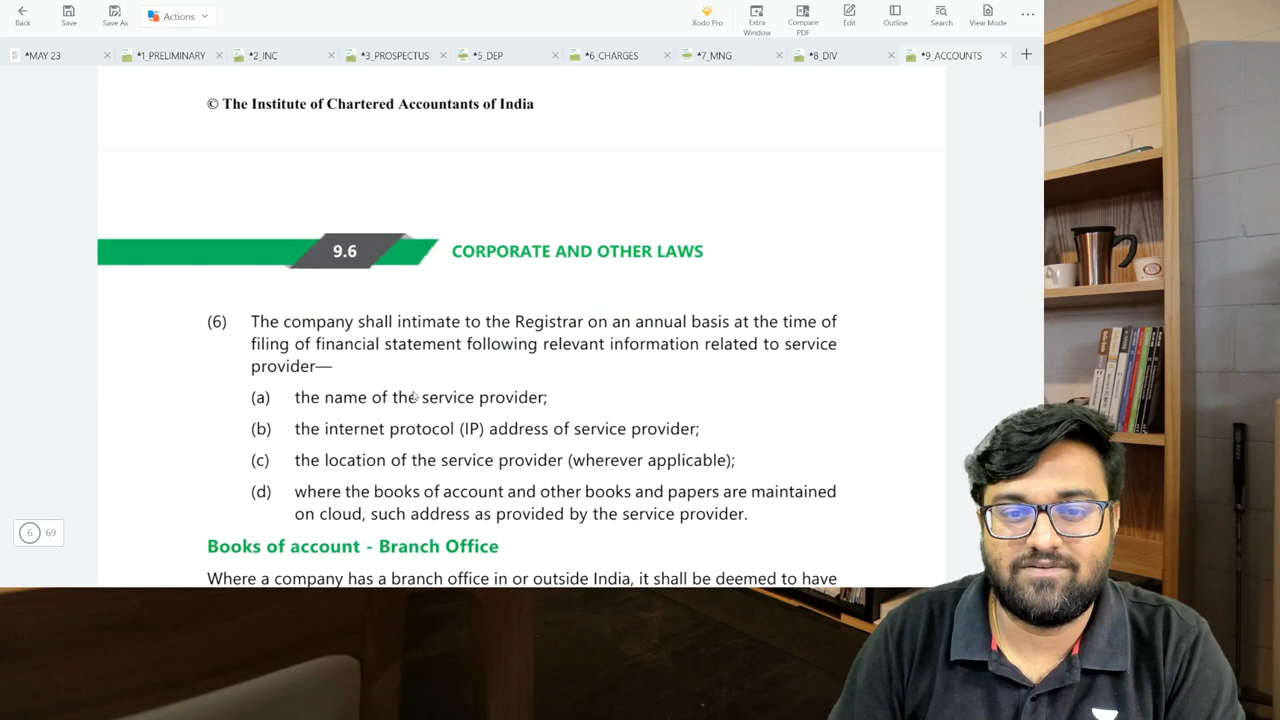 Back
Save
Save As
Actions
Xodo Pro
Extra
Window
Compare
PDF
Edit
Outline
Search
View Mode
*MAY 23
*1_PRELIMINARY
*2_INC
*3_PROSPECTUS
*5_DEP
*6_CHARGES
*7_MNG
*8_DIV
*9_ACCOUNTS
© The Institute of Chartered Accountants of India
9.6
CORPORATE AND OTHER LAWS
(6) The company shall intimate to the Registrar on an annual basis at the time of
filing of financial statement following relevant information related to service
provider—
(a) the name of the service provider;
(b) the internet protocol (IP) address of service provider;
(c) the location of the service provider (wherever applicable);
(d) where the books of account and other books and papers are maintained
on cloud, such address as provided by the service provider.
6 69
Books of account - Branch Office
Where a company has a branch office in or outside India, it shall be deemed to have